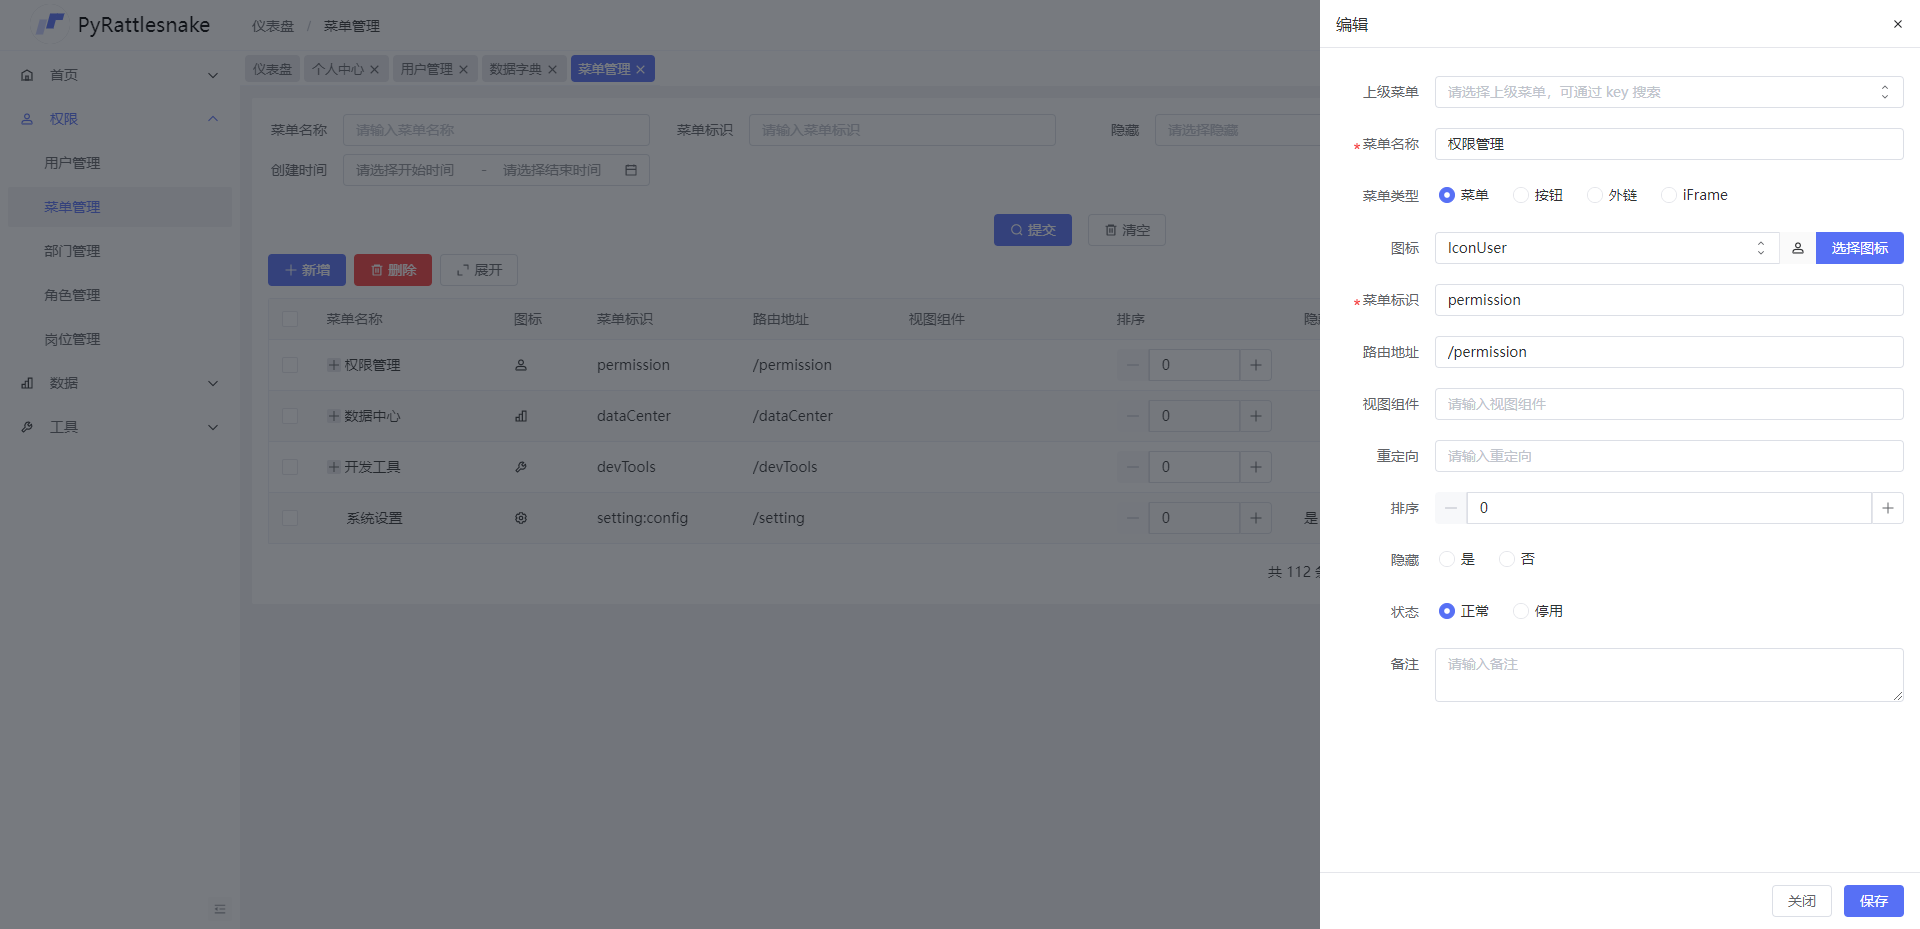 PyRattlesnake
仪表盘 / 菜单管理
首页
权限
用户管理
菜单管理
部门管理
角色管理
岗位管理
数据
工具
仪表盘 个人中心 用户管理 数据字典 菜单管理
菜单名称 请输入菜单名称 菜单标识 请输入菜单标识 隐藏 请选择隐藏
创建时间 请选择开始时间 - 请选择结束时间
提交 清空
新增 删除 展开
菜单名称 图标 菜单标识 路由地址 视图组件 排序
权限管理 permission /permission 0
数据中心 dataCenter /dataCenter 0
开发工具 devTools /devTools 0
系统设置 setting:config /setting 0 是
共 112
编辑
上级菜单 请选择上级菜单，可通过 key 搜索
*菜单名称 权限管理
菜单类型 菜单 按钮 外链 iFrame
图标 IconUser 选择图标
*菜单标识 permission
路由地址 /permission
视图组件 请输入视图组件
重定向 请输入重定向
排序 0
隐藏 是 否
状态 正常 停用
备注 请输入备注
关闭 保存